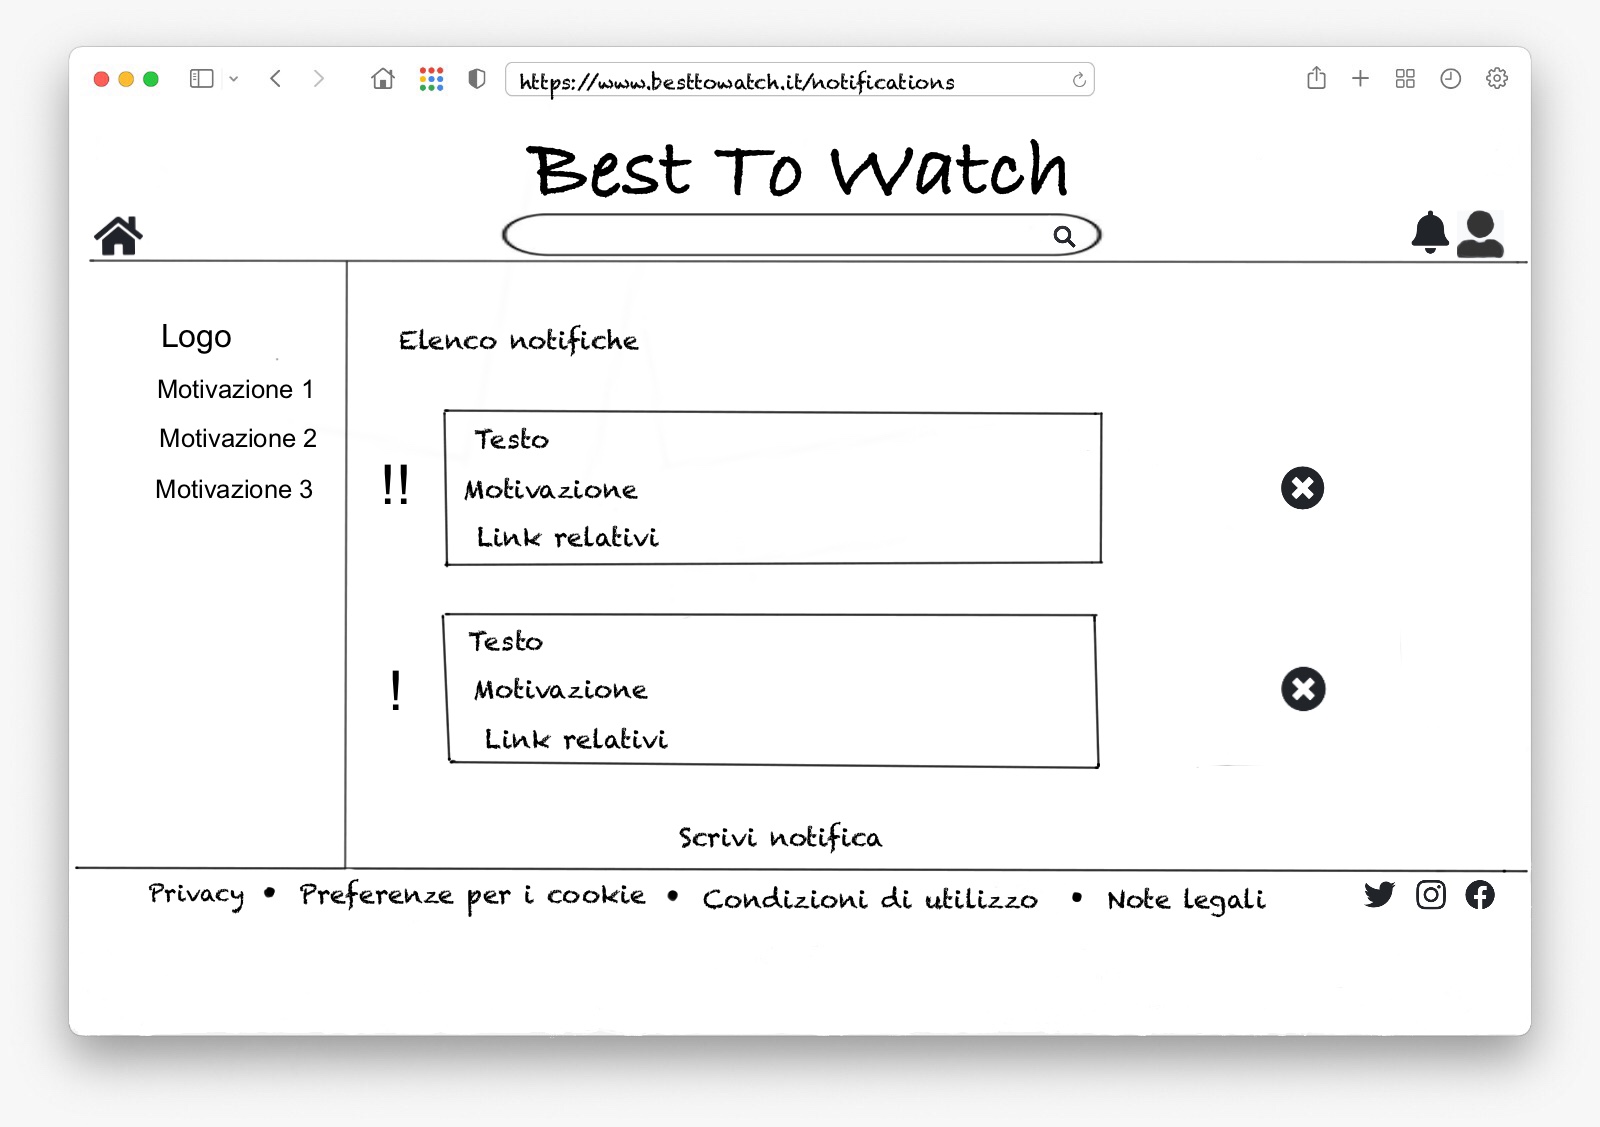 https://www.besttowatch.it/notifications
Best To Watch
Logo
Motivazione 1
Motivazione 2
Motivazione 3
Elenco notifiche
!!
Testo
Motivazione
Link relativi
!
Testo
Motivazione
Link relativi
Scrivi notifica
Privacy • Preferenze per i cookie • Condizioni di utilizzo • Note legali